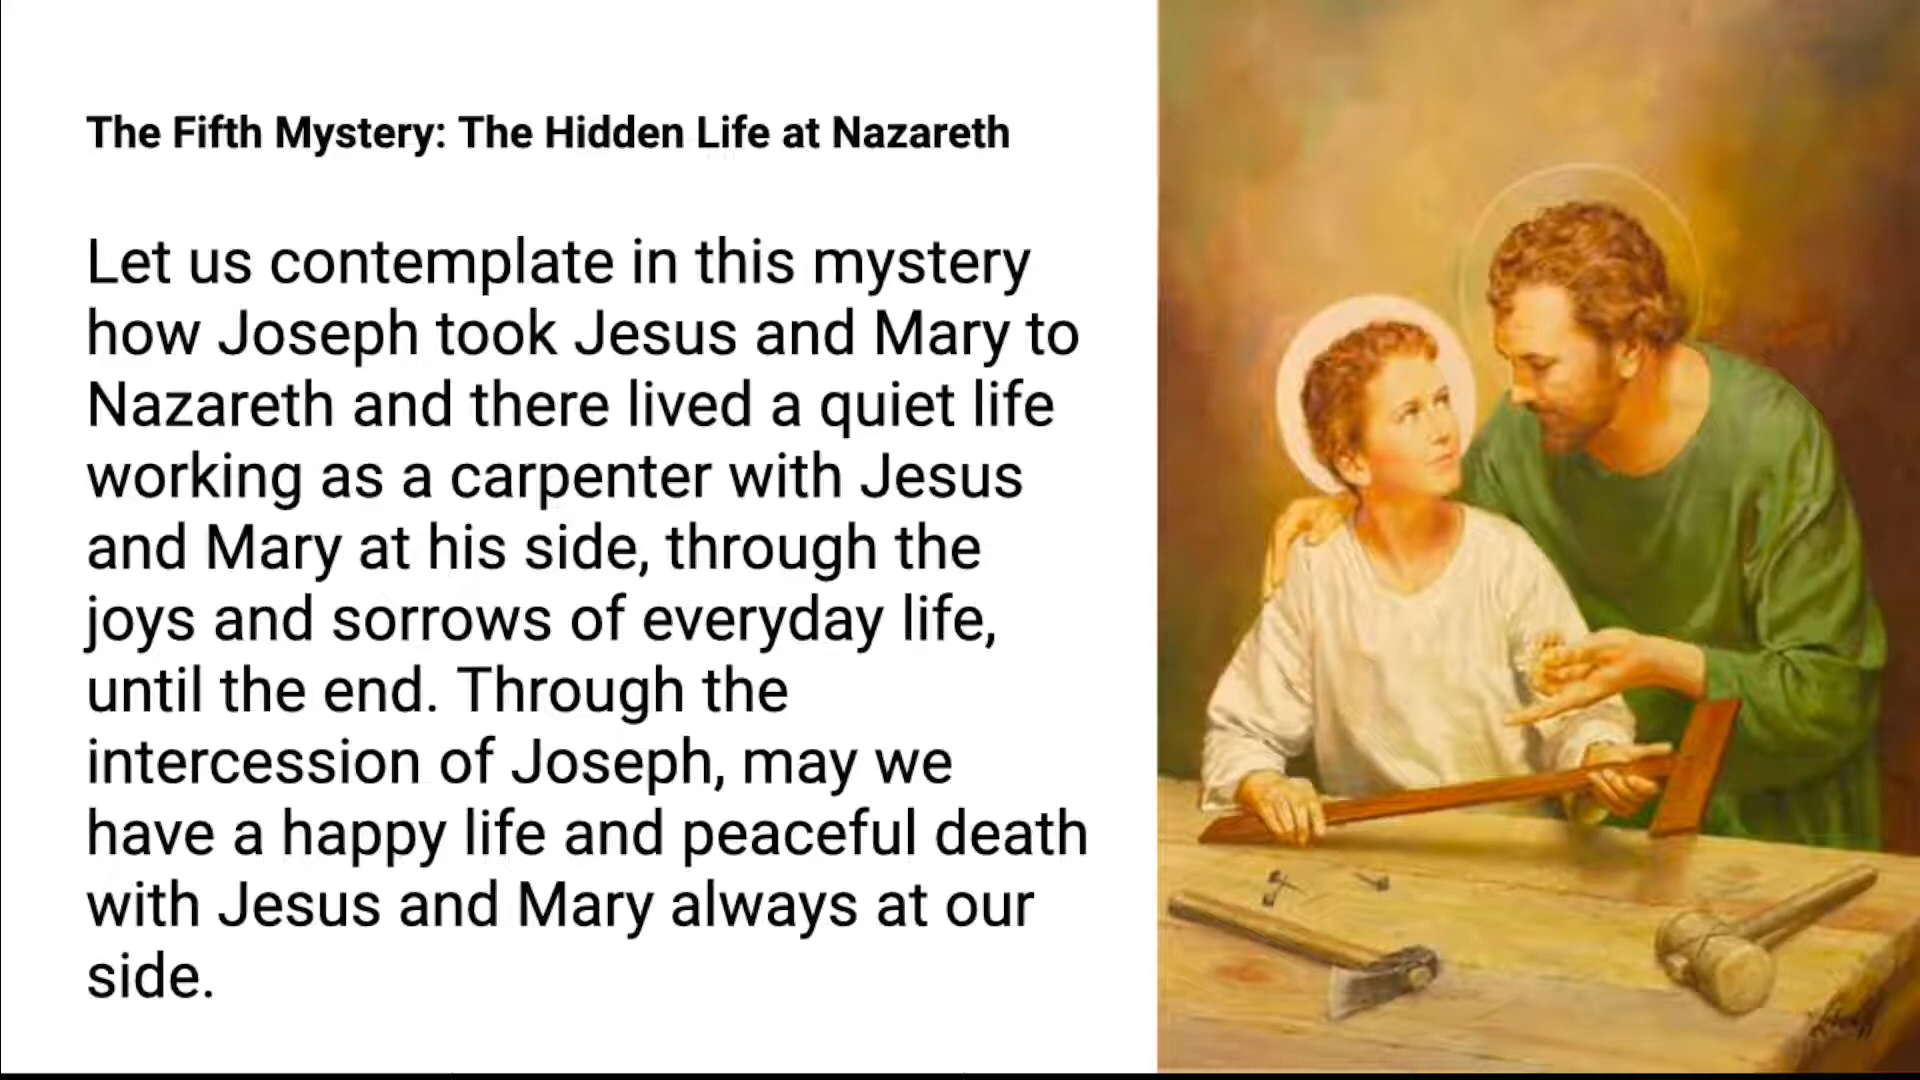 The Fifth Mystery: The Hidden Life at Nazareth
Let us contemplate in this mystery
how Joseph took Jesus and Mary to
Nazareth and there lived a quiet life
working as a carpenter with Jesus
and Mary at his side, through the
joys and sorrows of everyday life,
until the end. Through the
intercession of Joseph, may we
have a happy life and peaceful death
with Jesus and Mary always at our
side.